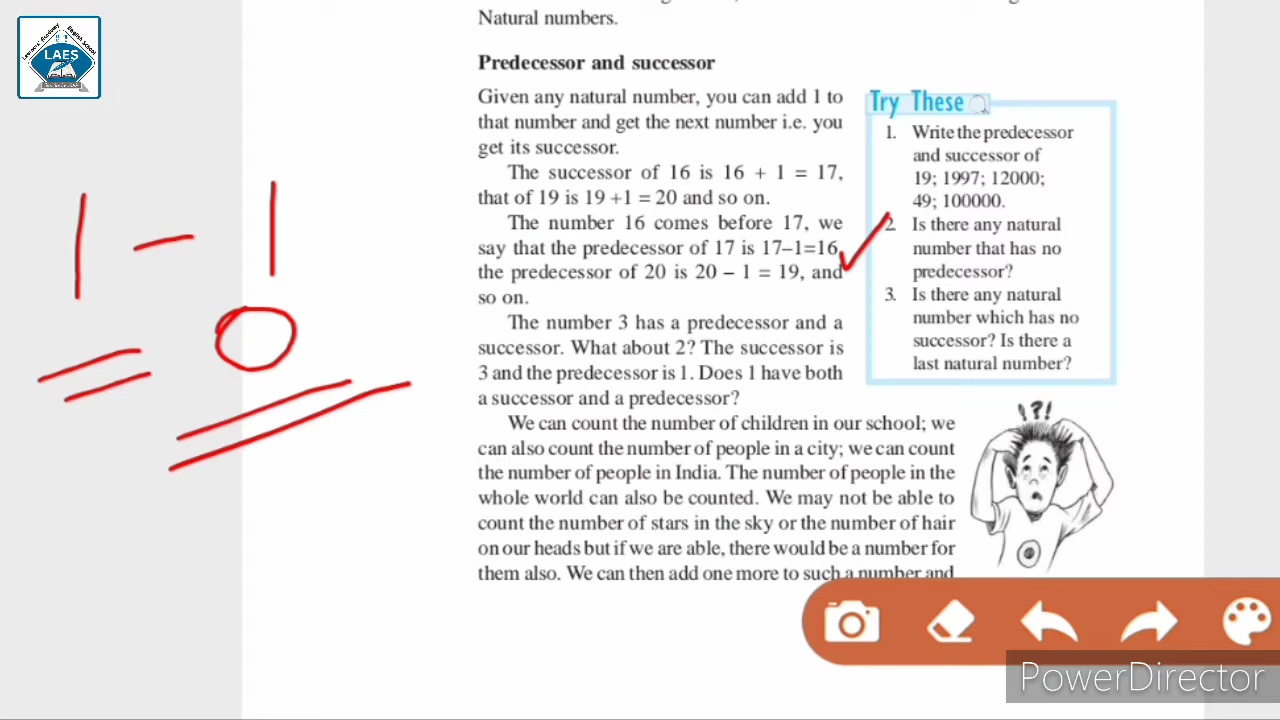 LAES
Natural numbers.
Predecessor and successor
Given any natural number, you can add 1 to
that number and get the next number i.e. you
get its successor.
The successor of 16 is 16 + 1 = 17,
that of 19 is 19 +1 = 20 and so on.
The number 16 comes before 17, we
say that the predecessor of 17 is 17–1=16,
the predecessor of 20 is 20 – 1 = 19, and
so on.
The number 3 has a predecessor and a
successor. What about 2? The successor is
3 and the predecessor is 1. Does 1 have both
a successor and a predecessor?
We can count the number of children in our school; we
can also count the number of people in a city; we can count
the number of people in India. The number of people in the
whole world can also be counted. We may not be able to
count the number of stars in the sky or the number of hair
on our heads but if we are able, there would be a number for
them also. We can then add one more to such a number and
Try These
1. Write the predecessor
and successor of
19; 1997; 12000;
49; 100000.
2. Is there any natural
number that has no
predecessor?
3. Is there any natural
number which has no
successor? Is there a
last natural number?
!?!
1 – 1
= 0
PowerDirector